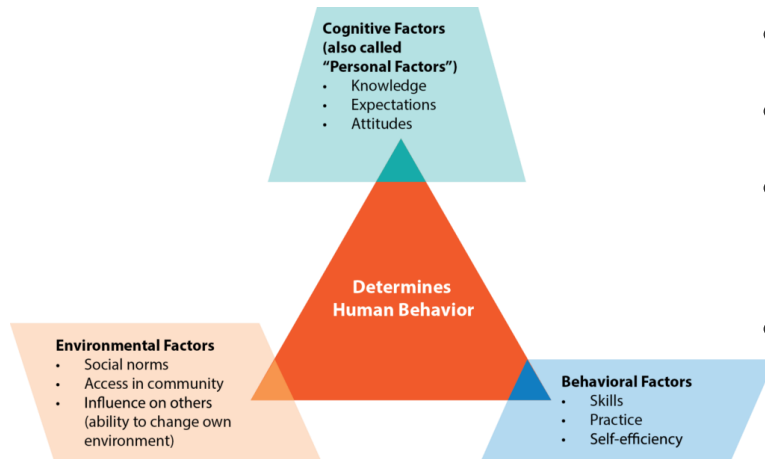 Cognitive Factors
(also called
“Personal Factors”)
• Knowledge
• Expectations
• Attitudes
Determines
Human Behavior
Environmental Factors
• Social norms
• Access in community
• Influence on others
(ability to change own
environment)
Behavioral Factors
• Skills
• Practice
• Self-efficiency